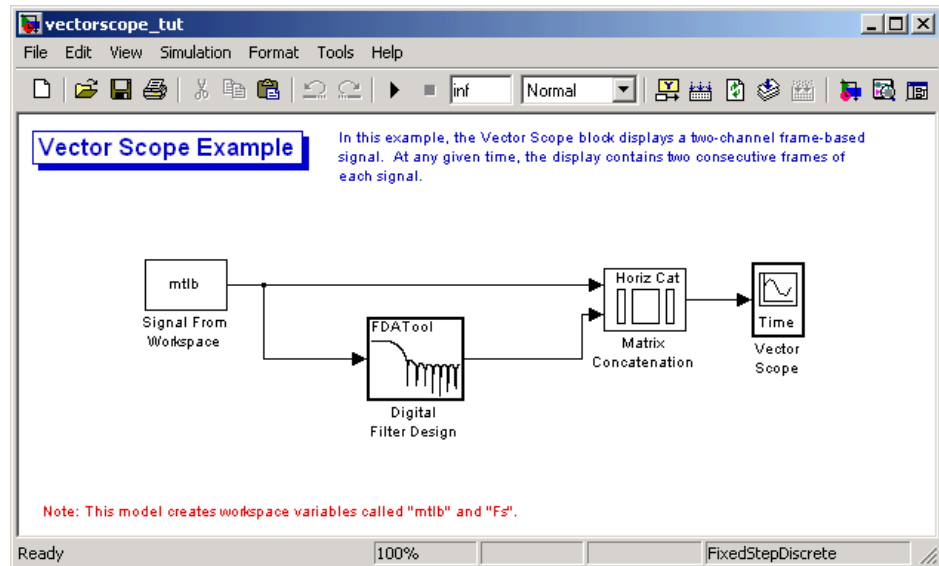 vectorscope_tut
File Edit View Simulation Format Tools Help
inf Normal
Vector Scope Example
In this example, the Vector Scope block displays a two-channel frame-based
signal. At any given time, the display contains two consecutive frames of
each signal.
mtlb
Signal From
Workspace
FDATool
Digital
Filter Design
Horiz Cat
Matrix
Concatenation
Time
Vector
Scope
Note: This model creates workspace variables called "mtlb" and "Fs".
Ready 100% FixedStepDiscrete